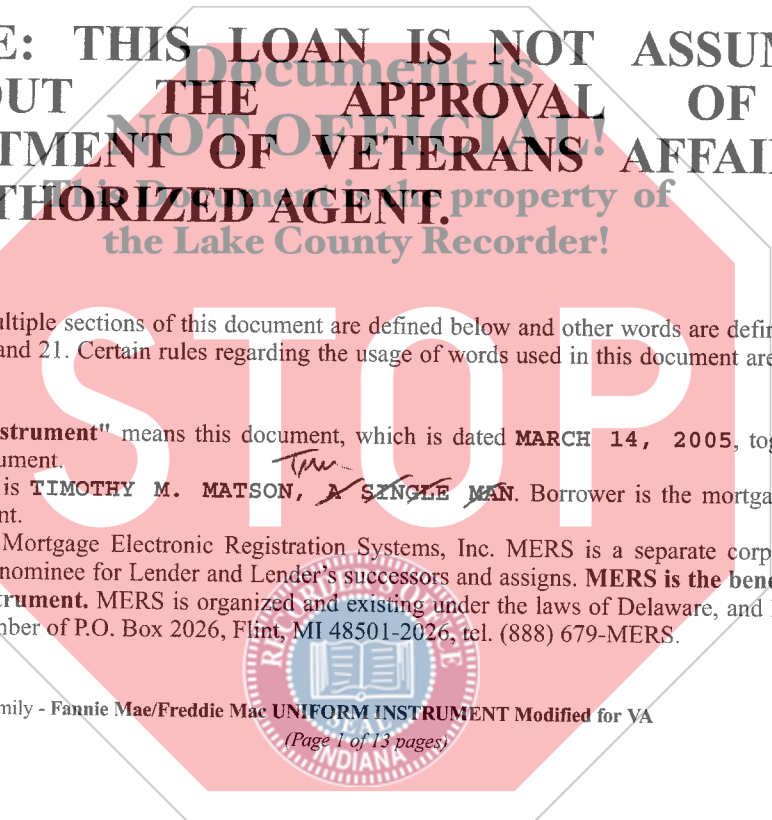 E: THIS LOAN IS NOT ASSUM
OUT THE APPROVAL OF
TMENT OF VETERANS AFFAI
THORIZED AGENT.
Document is
NOT OFFICIAL!
This Document is the property of
the Lake County Recorder!
STOP
ultiple sections of this document are defined below and other words are defin
and 21. Certain rules regarding the usage of words used in this document are
strument" means this document, which is dated MARCH 14, 2005, tog
ument.
is TIMOTHY M. MATSON, A SINGLE MAN. Borrower is the mortga
nt.
Mortgage Electronic Registration Systems, Inc. MERS is a separate corp
nominee for Lender and Lender's successors and assigns. MERS is the bene
trument. MERS is organized and existing under the laws of Delaware, and
mber of P.O. Box 2026, Flint, MI 48501-2026, tel. (888) 679-MERS.
mily - Fannie Mae/Freddie Mac UNIFORM INSTRUMENT Modified for VA
(Page 1 of 13 pages)
SEAL
INDIANA